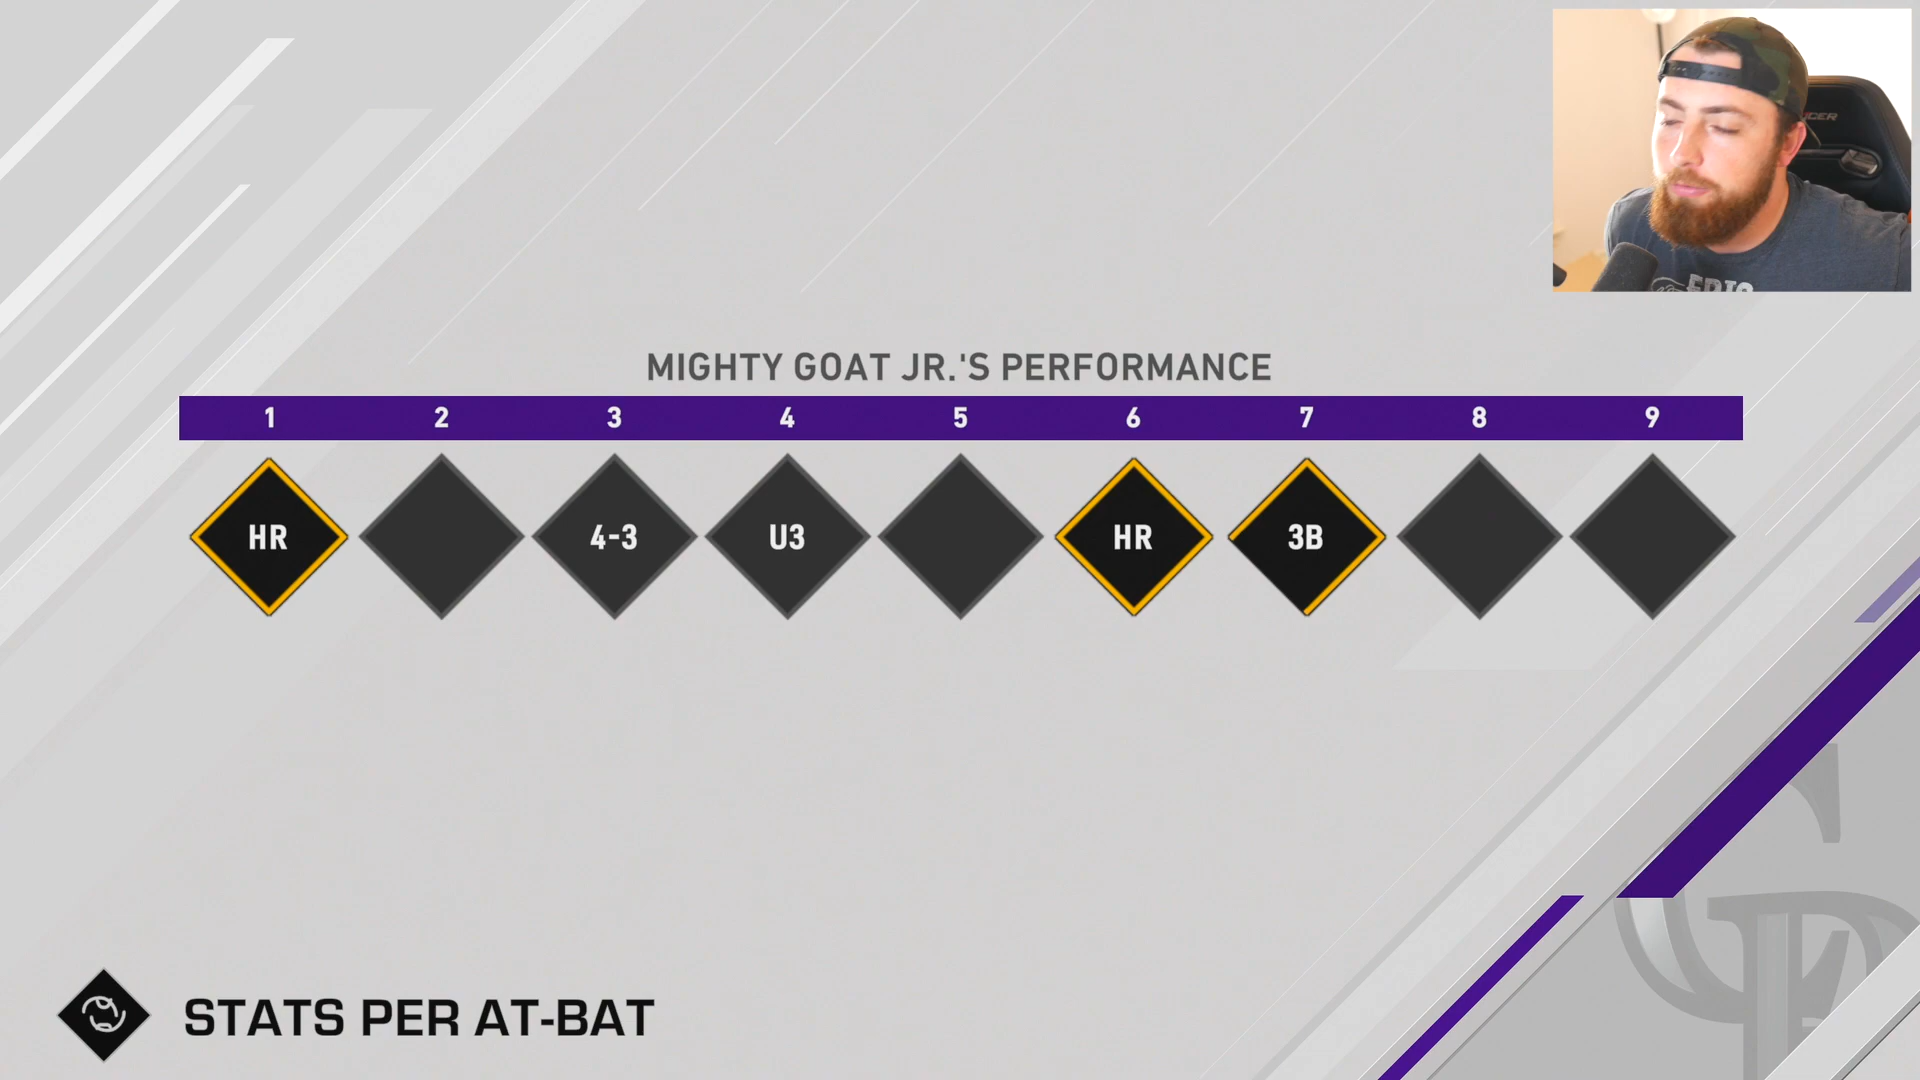 MIGHTY GOAT JR.'S PERFORMANCE
1 2 3 4 5 6 7 8 9
HR 4-3 U3 HR 3B
STATS PER AT-BAT
ERIC